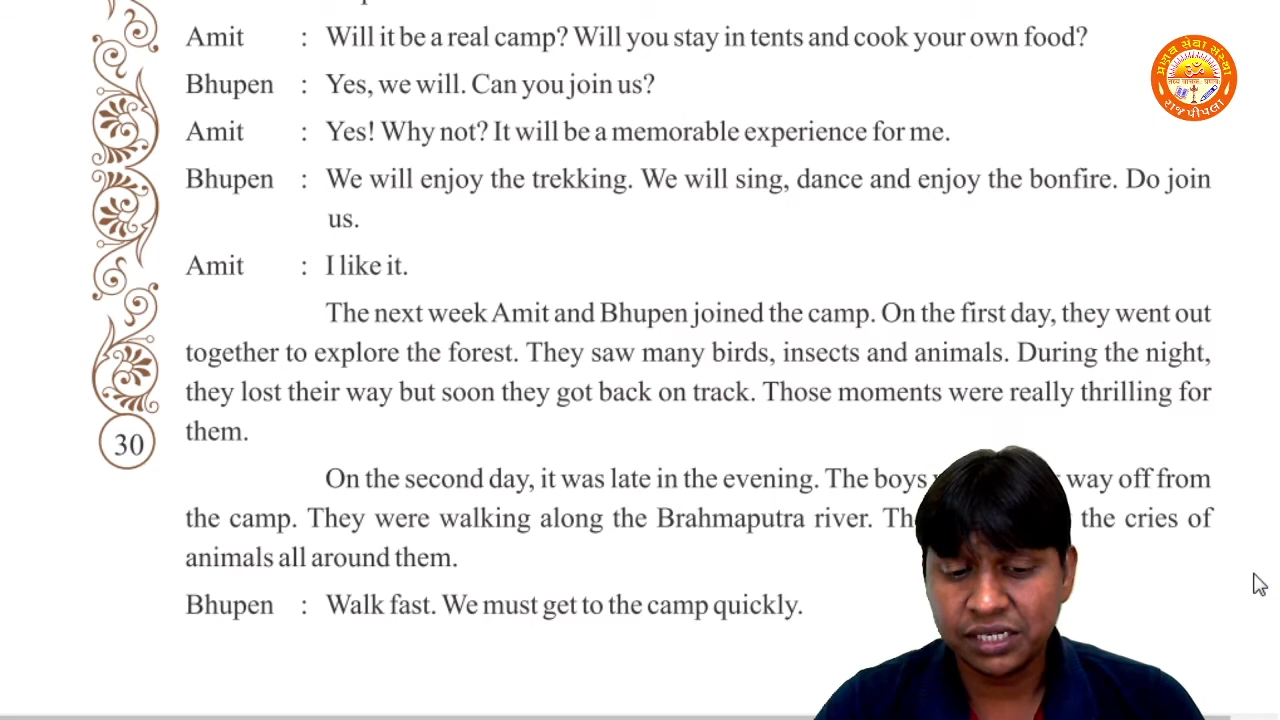 Amit : Will it be a real camp? Will you stay in tents and cook your own food?
Bhupen : Yes, we will. Can you join us?
Amit : Yes! Why not? It will be a memorable experience for me.
Bhupen : We will enjoy the trekking. We will sing, dance and enjoy the bonfire. Do join
us.
Amit : I like it.
The next week Amit and Bhupen joined the camp. On the first day, they went out
together to explore the forest. They saw many birds, insects and animals. During the night,
they lost their way but soon they got back on track. Those moments were really thrilling for
them.
30
On the second day, it was late in the evening. The boys way off from
the camp. They were walking along the Brahmaputra river. the cries of
animals all around them.
Bhupen : Walk fast. We must get to the camp quickly.
પ્રણવ સેવા સંસ્થા
ॐ
રાજપીપલા